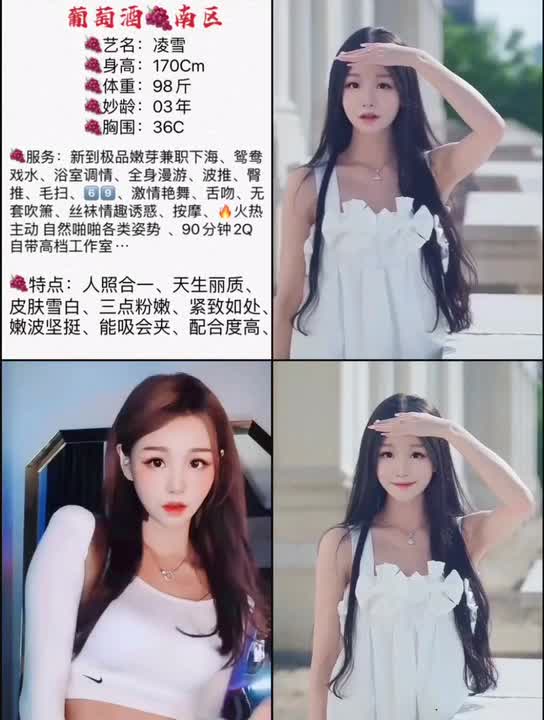 葡萄酒🍇南区
🍇艺名：凌雪
🍇身高：170Cm
🍇体重：98斤
🍇妙龄：03年
🍇胸围：36C
🍇服务：新到极品嫩芽兼职下海、鸳鸯
戏水、浴室调情、全身漫游、波推、臀
推、毛扫、6️⃣9️⃣、激情艳舞、舌吻、无
套吹箫、丝袜情趣诱惑、按摩、🔥火热
主动 自然啪啪各类姿势 、90分钟2Q
自带高档工作室…
🍇特点：人照合一、天生丽质、
皮肤雪白、三点粉嫩、紧致如处、
嫩波坚挺、能吸会夹、配合度高、